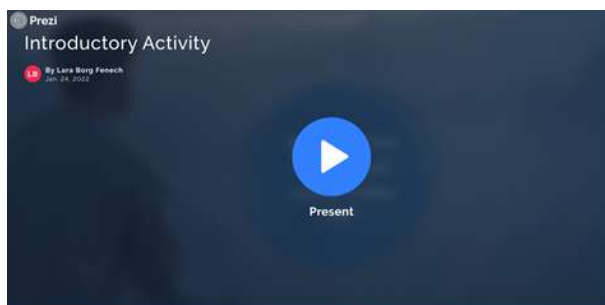 Prezi
Introductory Activity
LB
By Lara Borg Fenech
Jan. 24, 2022
Present